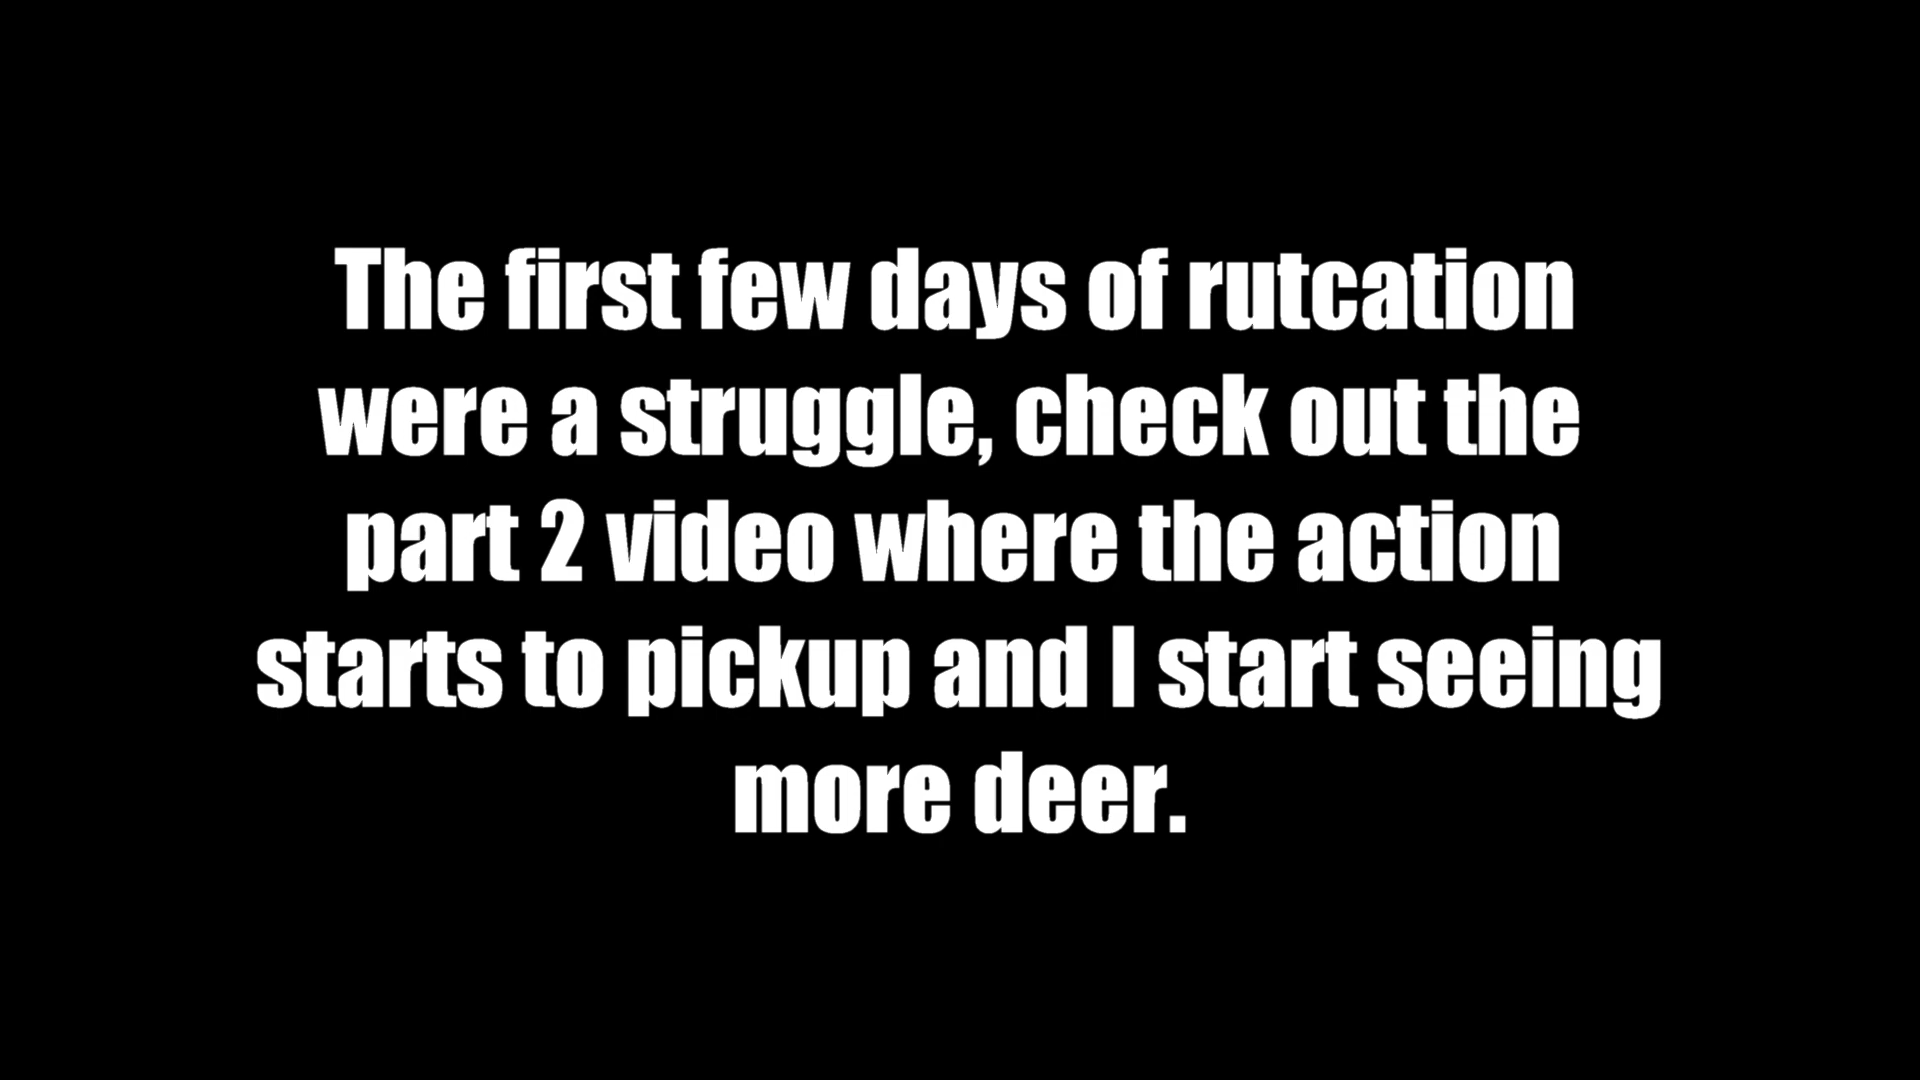 The first few days of rutcation
were a struggle, check out the
part 2 video where the action
starts to pickup and I start seeing
more deer.